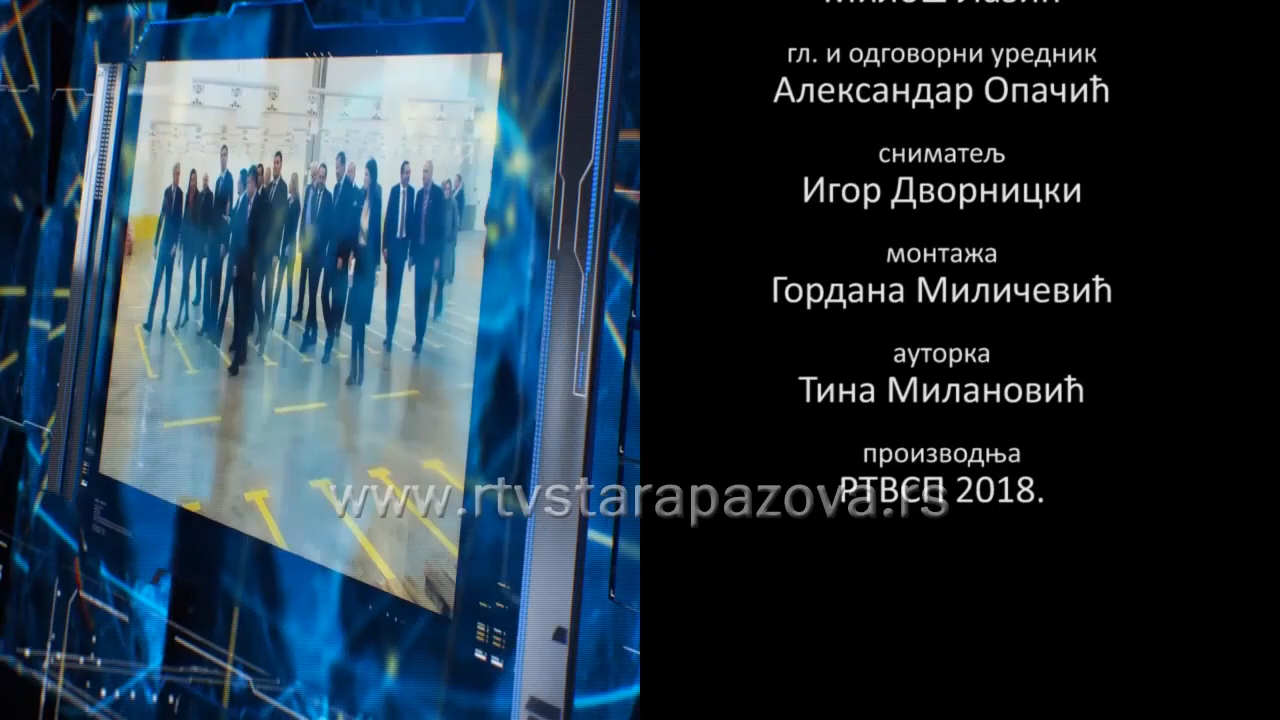 гл. и одговорни уредник
Александар Опачић
сниматељ
Игор Дворницки
монтажа
Гордана Миличевић
ауторка
Тина Милановић
производња
РТВСП 2018.
www.rtvstarapazova.rs